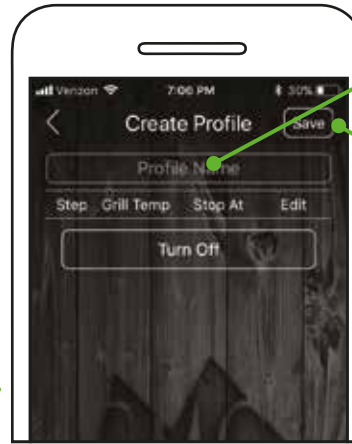 Verizon 7:06 PM 30%
Create Profile Save
Profile Name
Step Grill Temp Stop At Edit
Turn Off